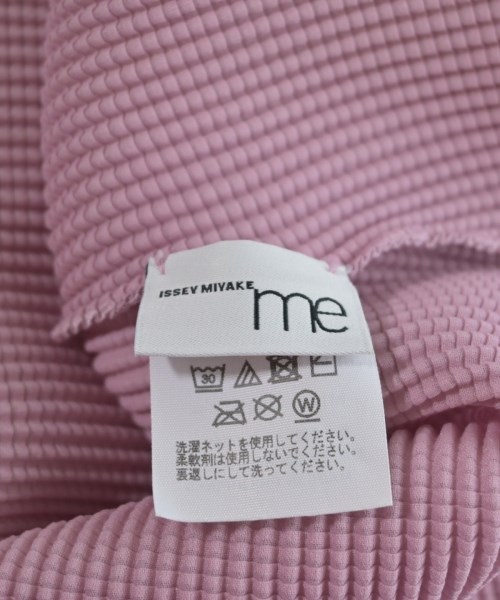 ISSEY MIYAKE
me
30
W
洗濯ネットを使用してください。
柔軟剤は使用しないでください。
裏返しにして洗ってください。